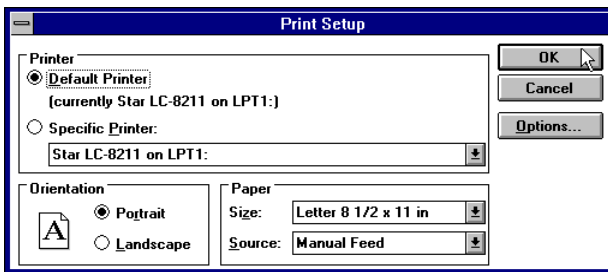 Print Setup
Printer
Default Printer
(currently Star LC-8211 on LPT1:)
Specific Printer:
Star LC-8211 on LPT1:
OK
Cancel
Options...
Orientation
A
Portrait
Landscape
Paper
Size: Letter 8 1/2 x 11 in
Source: Manual Feed